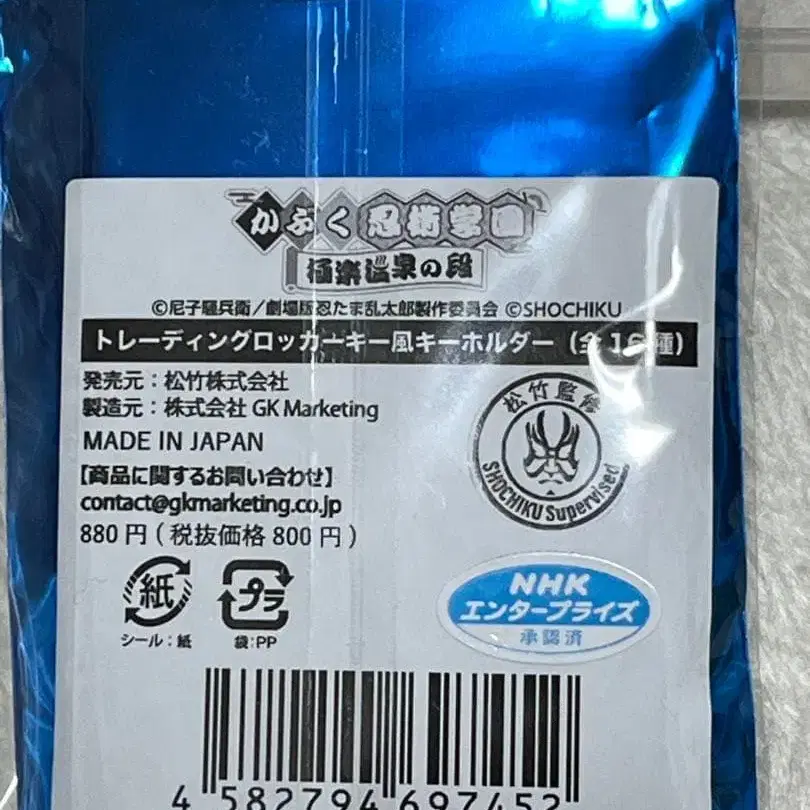 かぶく忍術学園
極楽温泉の段
©尼子騒兵衛／劇場版忍たま乱太郎製作委員会 ©SHOCHIKU
トレーディングロッカーキー風キーホルダー（全16種）
発売元：松竹株式会社
製造元：株式会社 GK Marketing
MADE IN JAPAN
【商品に関するお問い合わせ】
contact@gkmarketing.co.jp
880円（税抜価格 800円）
松竹監修
SHOCHIKU Supervised
紙
シール：紙
プラ
袋：PP
NHK
エンタープライズ
承認済
4 582794 697452